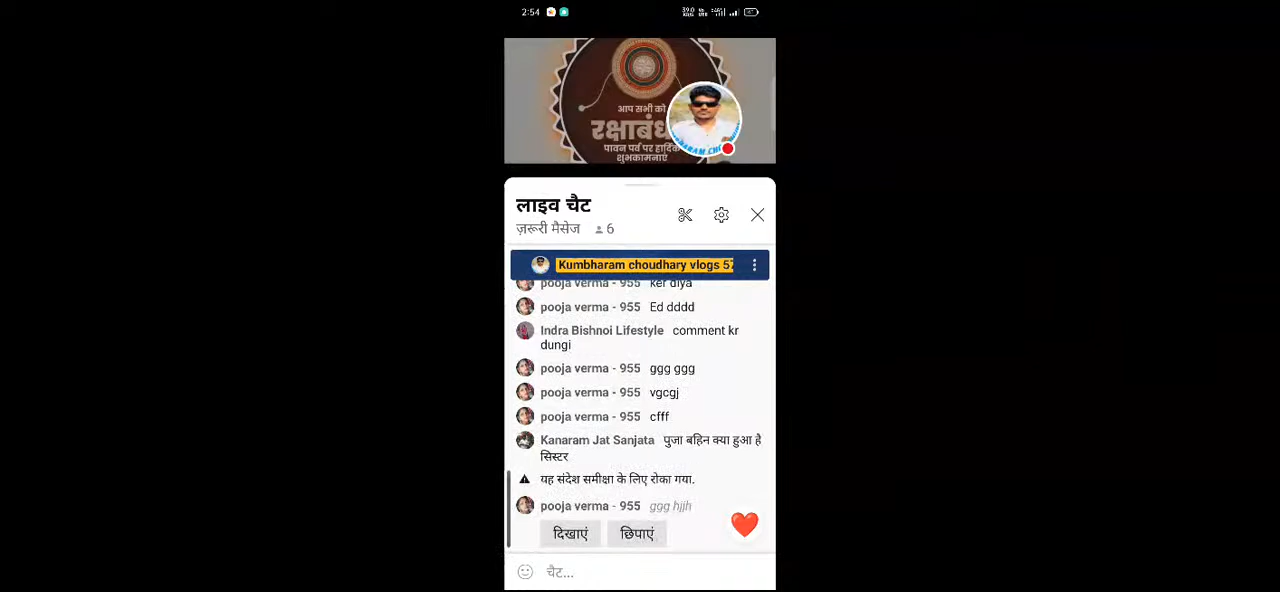 2:54
आप सभी को
पावन पर्व पर हार्दिक
शुभकामनाएं
लाइव चैट
ज़रूरी मैसेज 6
Kumbharam choudhary vlogs
pooja verma - 955 ker diya
pooja verma - 955 Ed dddd
Indra Bishnoi Lifestyle comment kr
dungi
pooja verma - 955 ggg ggg
pooja verma - 955 vgcgj
pooja verma - 955 cfff
Kanaram Jat Sanjata पुजा बहिन क्या हुआ है
सिस्टर
यह संदेश समीक्षा के लिए रोका गया.
pooja verma - 955 ggg hjjh
दिखाएं छिपाएं
चैट...